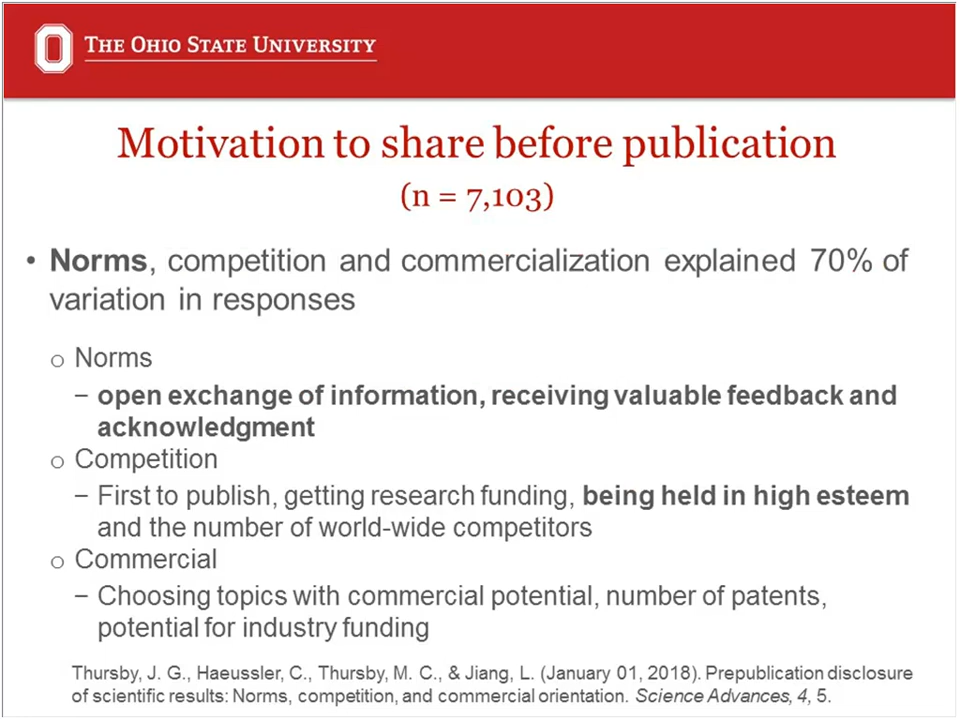 THE OHIO STATE UNIVERSITY
Motivation to share before publication
(n = 7,103)
• Norms, competition and commercialization explained 70% of
variation in responses
o Norms
− open exchange of information, receiving valuable feedback and
acknowledgment
o Competition
− First to publish, getting research funding, being held in high esteem
and the number of world-wide competitors
o Commercial
− Choosing topics with commercial potential, number of patents,
potential for industry funding
Thursby, J. G., Haeussler, C., Thursby, M. C., & Jiang, L. (January 01, 2018). Prepublication disclosure
of scientific results: Norms, competition, and commercial orientation. Science Advances, 4, 5.